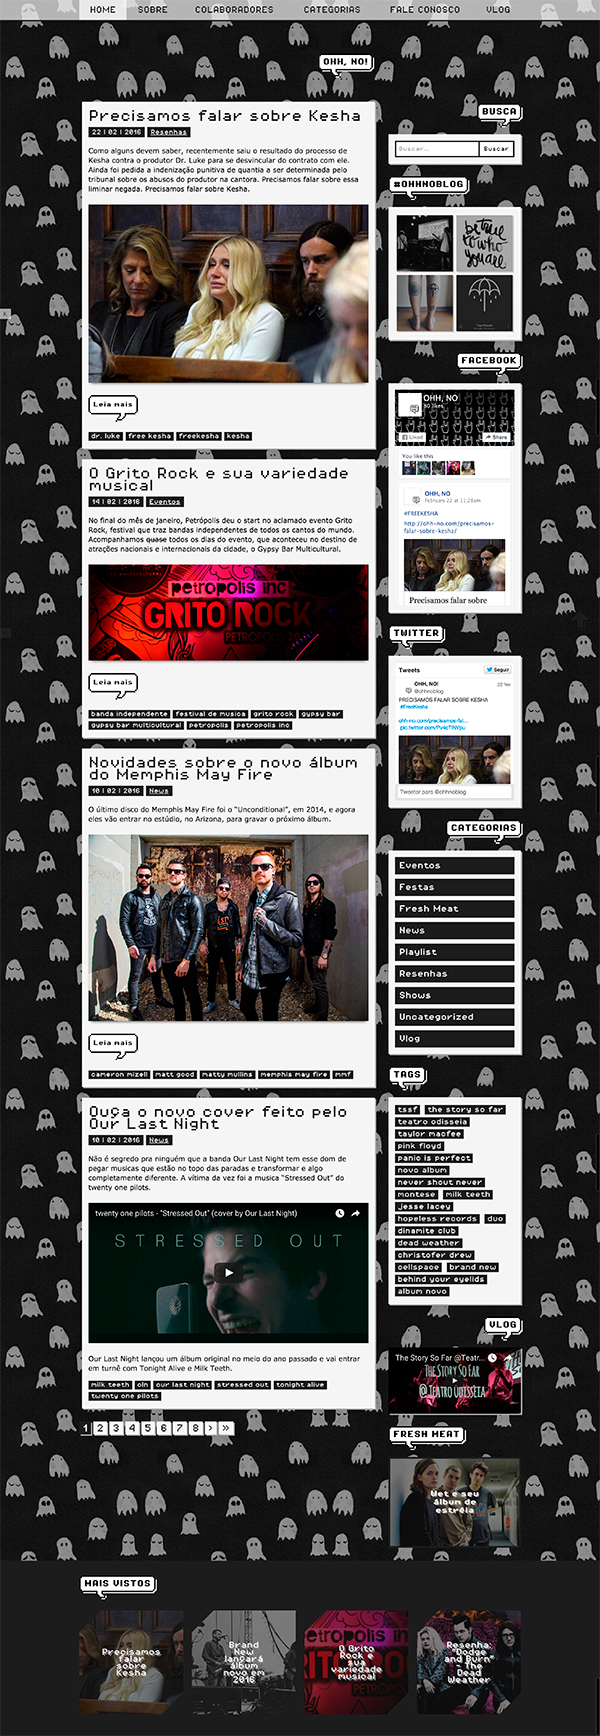 HOME SOBRE COLABORADORES CATEGORIAS FALE CONOSCO VLOG
OHH, NO!
Precisamos falar sobre Kesha
22 | 02 | 2016 Resenhas
Como alguns devem saber, recentemente saiu o resultado do processo de
Kesha contra o produtor Dr. Luke para se desvincular do contrato com ele.
Ainda foi pedida a indenização punitiva de quantia a ser determinada pelo
tribunal sobre os abusos do produtor na cantora. Precisamos falar sobre essa
liminar negada. Precisamos falar sobre Kesha.
Leia mais
dr. luke free kesha freekesha kesha
O Grito Rock e sua variedade
musical
14 | 02 | 2016 Eventos
No final do mês de janeiro, Petrópolis deu o start no aclamado evento Grito
Rock, festival que traz bandas independentes de todos os cantos do mundo.
Acompanhamos quase todos os dias do evento, que aconteceu no destino de
atrações nacionais e internacionais da cidade, o Gypsy Bar Multicultural.
petropolis inc
GRITO ROCK
Leia mais
banda independente festival de musica grito rock gypsy bar
gypsy bar multicultural petropolis petropolis inc
Novidades sobre o novo álbum
do Memphis May Fire
10 | 02 | 2016 News
O último disco do Memphis May Fire foi o “Unconditional”, em 2014, e agora
eles vão entrar no estúdio, no Arizona, para gravar o próximo álbum.
Leia mais
cameron mizell matt good matty mullins memphis may fire mmf
Ouça o novo cover feito pelo
Our Last Night
10 | 02 | 2016 News
Não é segredo pra ninguém que a banda Our Last Night tem esse dom de
pegar musicas que estão no topo das paradas e transformar e algo
completamente diferente. A vítima da vez foi a musica “Stressed Out” do
twenty one pilots.
twenty one pilots - "Stressed Out" (cover by Our Last Night)
STRESSED OUT
Our Last Night lançou um álbum original no meio do ano passado e vai entrar
em turnê com Tonight Alive e Milk Teeth.
milk teeth oln our last night stressed out tonight alive
twenty one pilots
1 2 3 4 5 6 7 8 > »
BUSCA
Buscar... Buscar
#OHHNOBLOG
be true
to who
you are
FACEBOOK
OHH, NO
80 likes
Liked Share
You like this
OHH, NO
February 22 at 11:28am
#FREEKESHA
http://ohh-no.com/precisamos-
falar-sobre-kesha/
Precisamos falar sobre
TWITTER
Tweets Seguir
OHH, NO! 22 fev
@ohhnoblog
PRECISAMOS FALAR SOBRE KESHA
#FreeKesha
ohh-no.com/precisamos-fal...
Tweetar para @ohhnoblog
CATEGORIAS
Eventos
Festas
Fresh Meat
News
Playlist
Resenhas
Shows
Uncategorized
Vlog
TAGS
tssf the story so far
teatro odisseia
taylor macfee
pink floyd
panic is perfect
novo album
never shout never
montese milk teeth
jesse lacey
hopeless records duo
dinamite club
dead weather
christofer drew
cellspace brand new
behind your eyelids
album novo
VLOG
The Story So Far @Teatr...
THE STORY SO FAR
@TEATRO ODISSEIA
FRESH MEAT
Wet e seu
álbum de
estréia
MAIS VISTOS
Precisamos
falar
sobre
Kesha
Brand
New
lançará
álbum
novo em
2016
O Grito
Rock e
sua
variedade
musical
Resenha:
"Dodge
and Burn"
- The
Dead
Weather